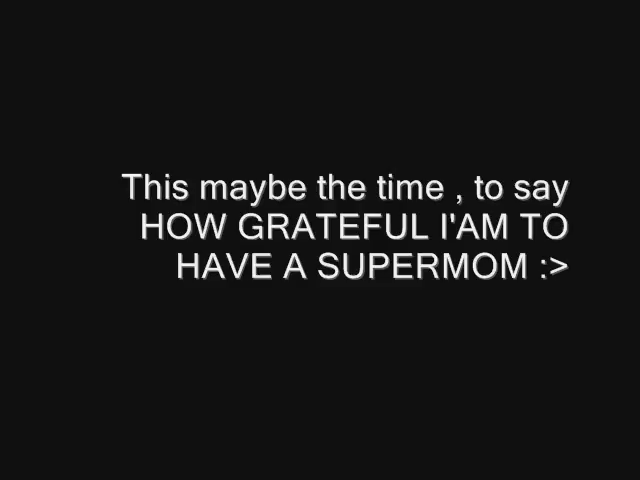 This maybe the time , to say
HOW GRATEFUL I'AM TO
HAVE A SUPERMOM :>